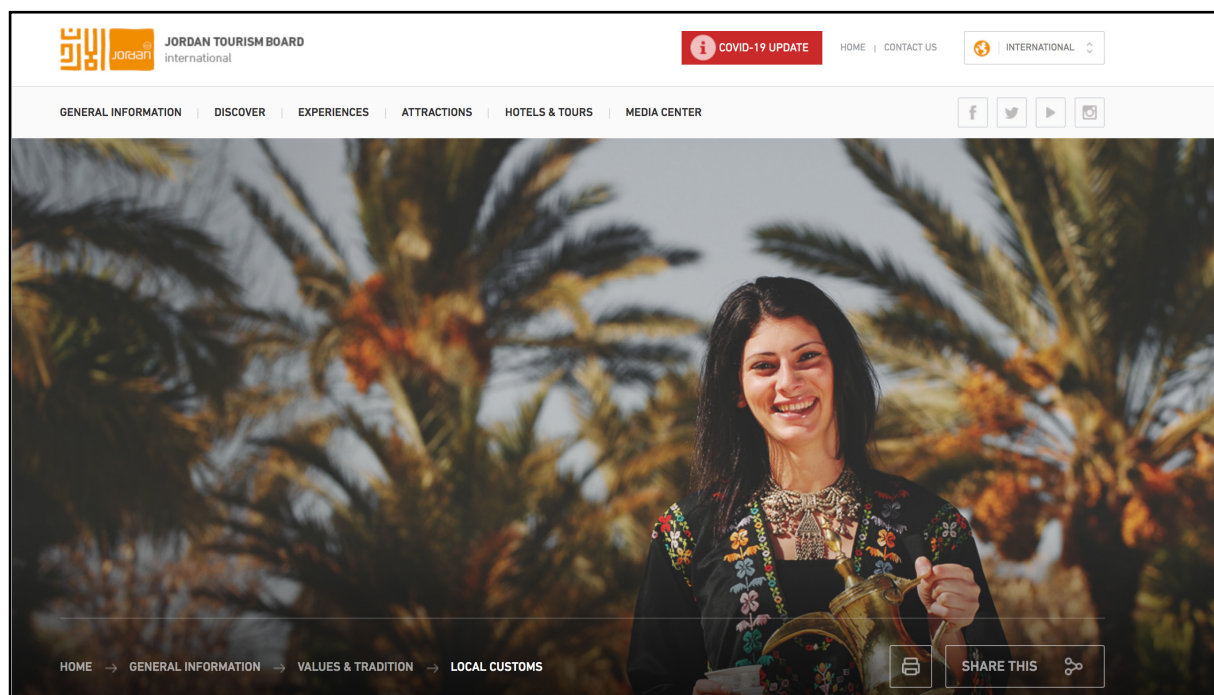 الأردن
Jordan
JORDAN TOURISM BOARD
international
COVID-19 UPDATE
HOME | CONTACT US
INTERNATIONAL
GENERAL INFORMATION | DISCOVER | EXPERIENCES | ATTRACTIONS | HOTELS & TOURS | MEDIA CENTER
HOME → GENERAL INFORMATION → VALUES & TRADITION → LOCAL CUSTOMS
SHARE THIS